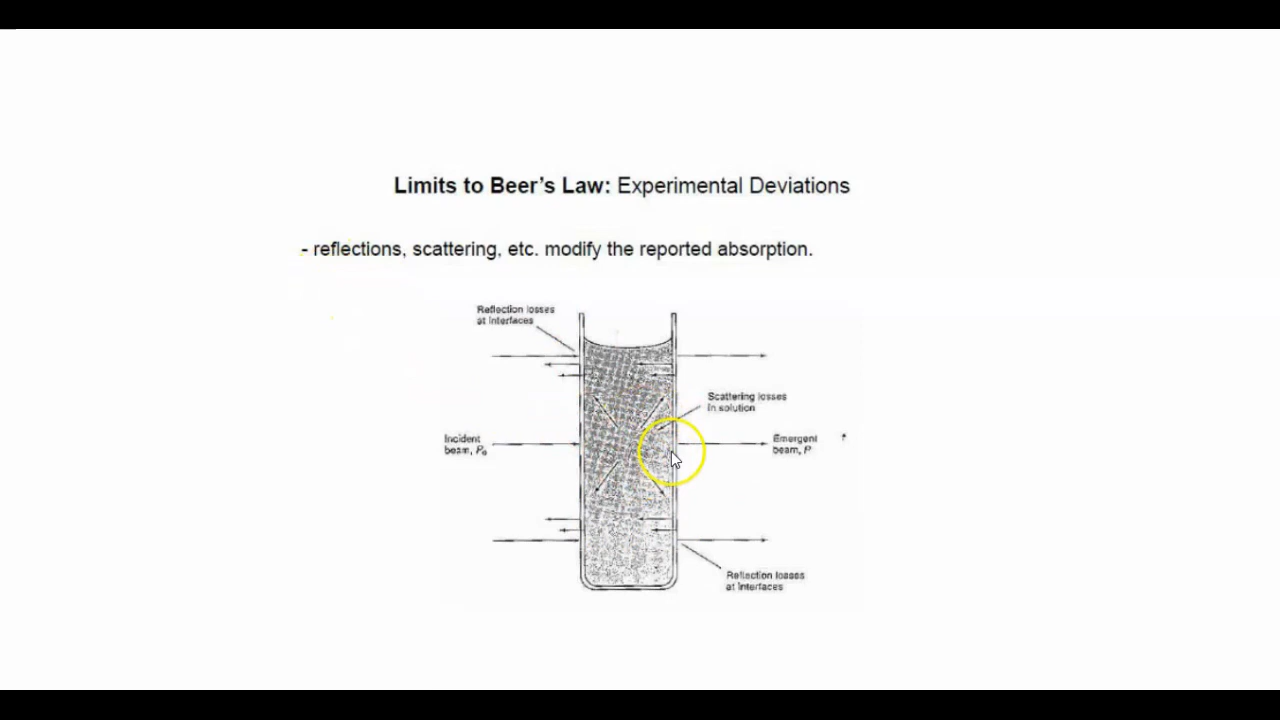 Limits to Beer's Law: Experimental Deviations
- reflections, scattering, etc. modify the reported absorption.
Reflection losses
at interfaces
Scattering losses
in solution
Incident
beam, P₀
Emergent
beam, P
Reflection losses
at interfaces